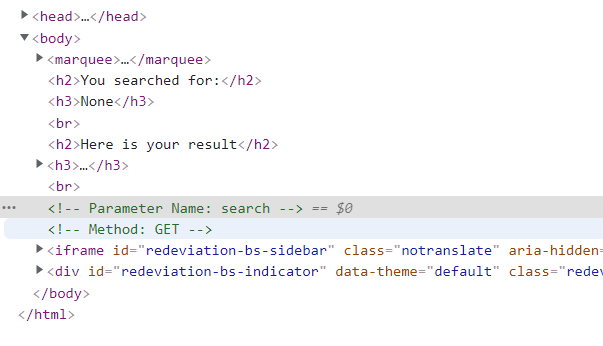 <head>…</head>
<body>
<marquee>…</marquee>
<h2>You searched for:</h2>
<h3>None</h3>
<br>
<h2>Here is your result</h2>
<h3>…</h3>
<br>
<!-- Parameter Name: search --> == $0
<!-- Method: GET -->
<iframe id="redeviation-bs-sidebar" class="notranslate" aria-hidden=
<div id="redeviation-bs-indicator" data-theme="default" class="redev
</body>
</html>